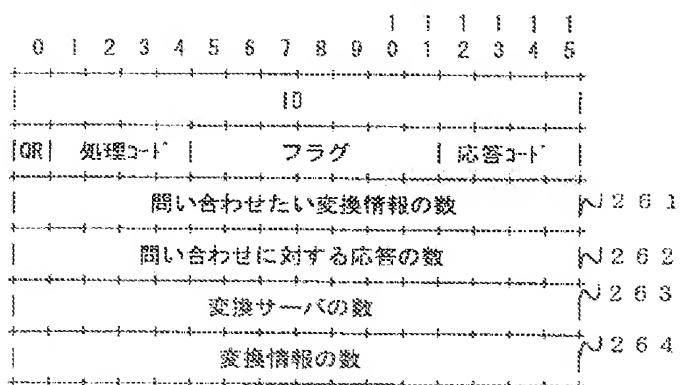 1 1 1 1 1 1
0 1 2 3 4 5 6 7 8 9 0 1 2 3 4 5
ID
QR 処理コード フラグ 応答コード
問い合わせたい変換情報の数 261
問い合わせに対する応答の数 262
変換サーバの数 263
変換情報の数 264